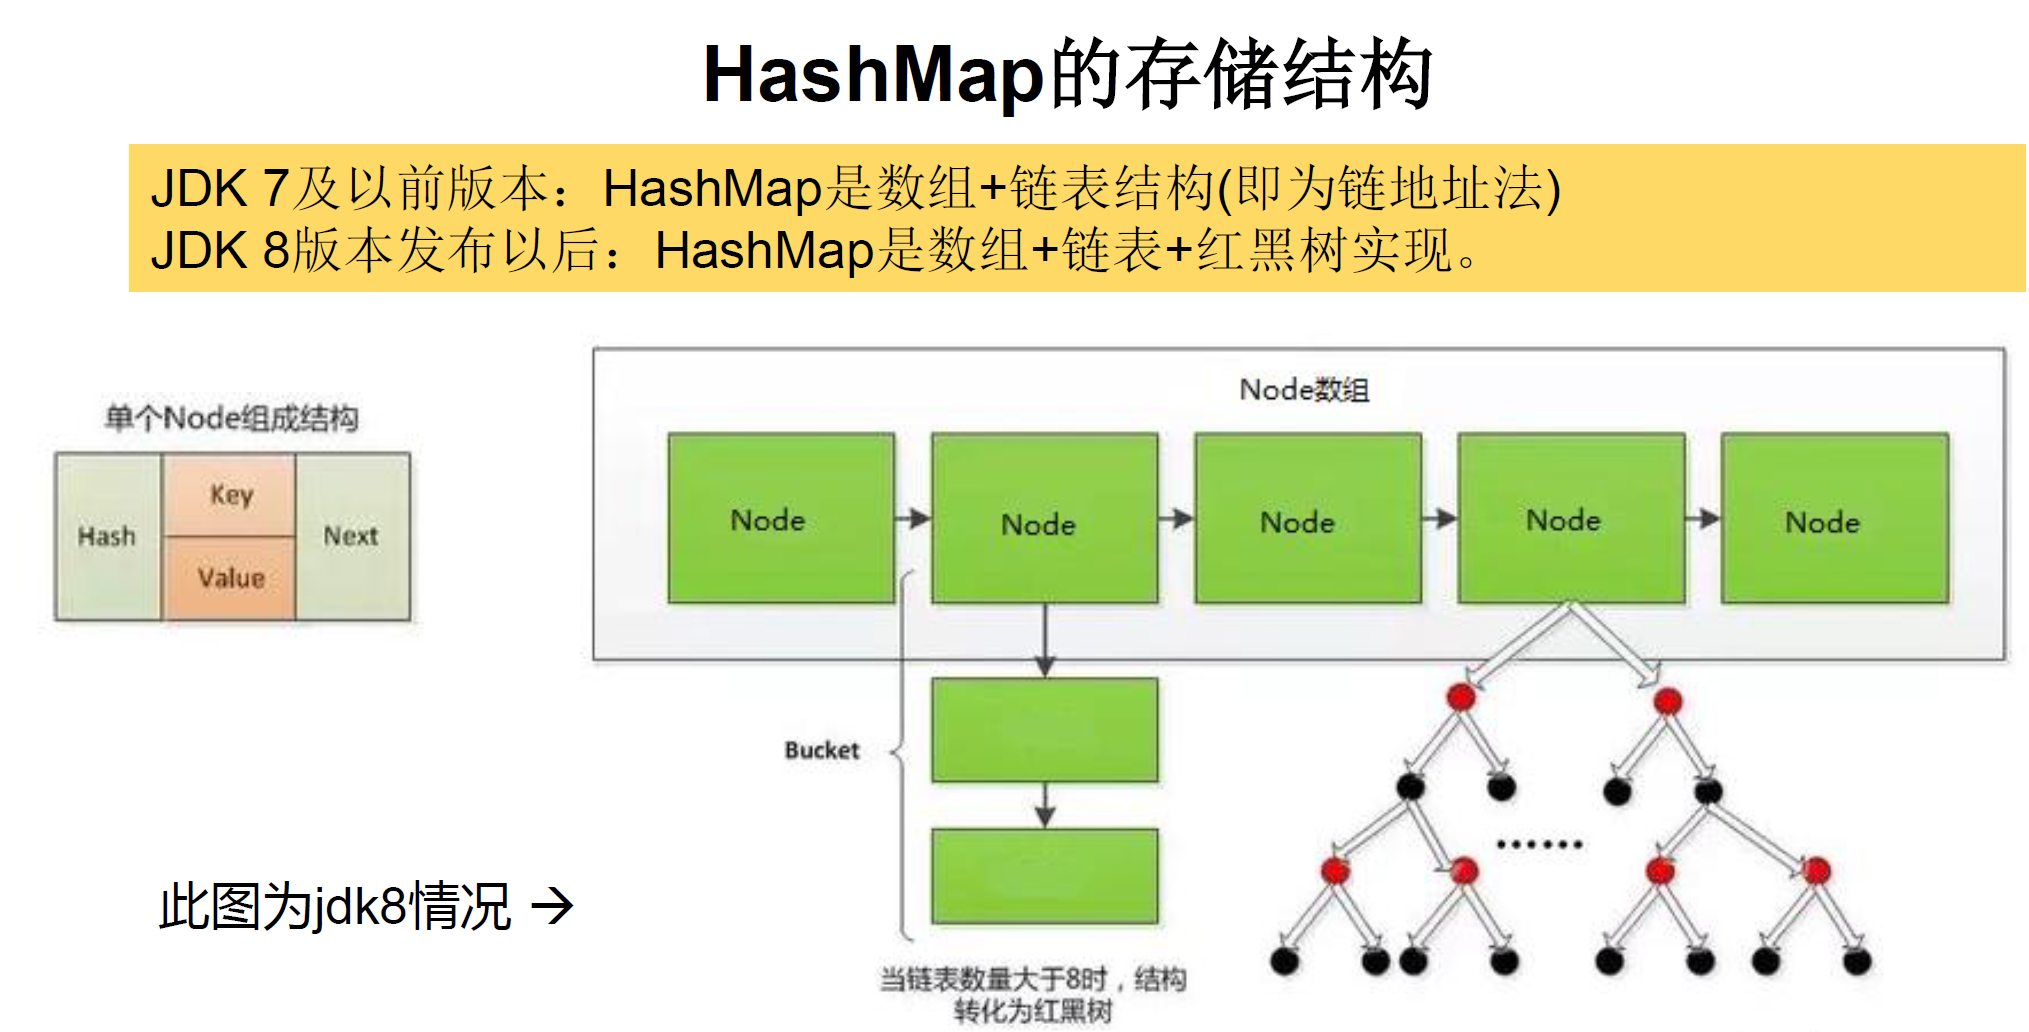 HashMap的存储结构
JDK 7及以前版本：HashMap是数组+链表结构(即为链地址法)
JDK 8版本发布以后：HashMap是数组+链表+红黑树实现。
单个Node组成结构
Hash
Key
Value
Next
Node数组
Node
Node
Node
Node
Node
Bucket
······
当链表数量大于8时，结构
转化为红黑树
此图为jdk8情况 →